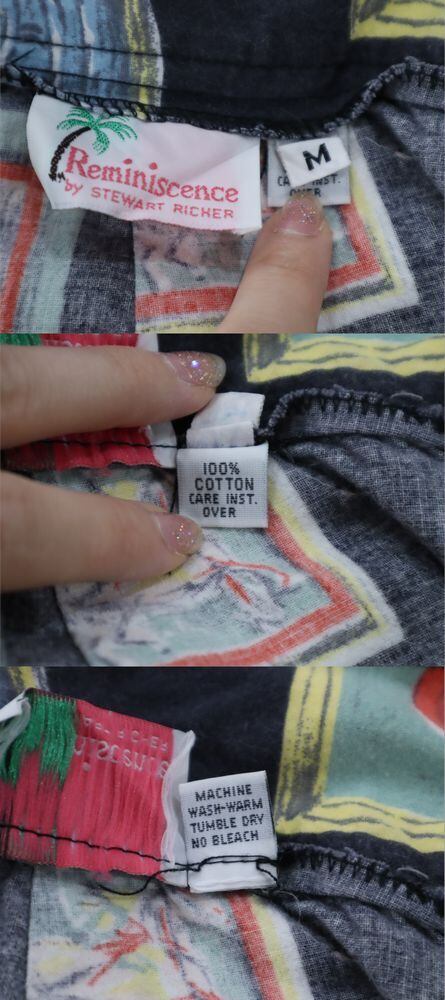 Reminiscence
by STEWART RICHER
M
CARE INST.
OVER
100%
COTTON
CARE INST.
OVER
MACHINE
WASH-WARM
TUMBLE DRY
NO BLEACH